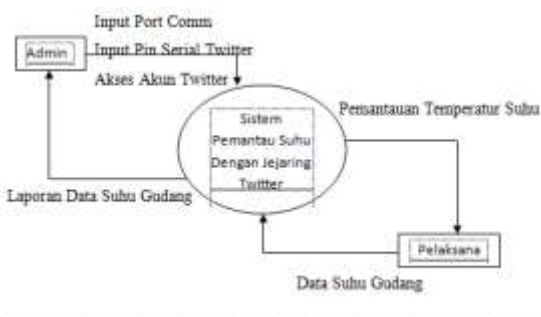 Input Port Comm
Admin
Input Pin Serial Twitter
Akses Akun Twitter
Pemantauan Temperatur Suhu
Sistem
Pemantau Suhu
Dengan Jejaring
Twitter
Laporan Data Suhu Gudang
Pelaksana
Data Suhu Gudang